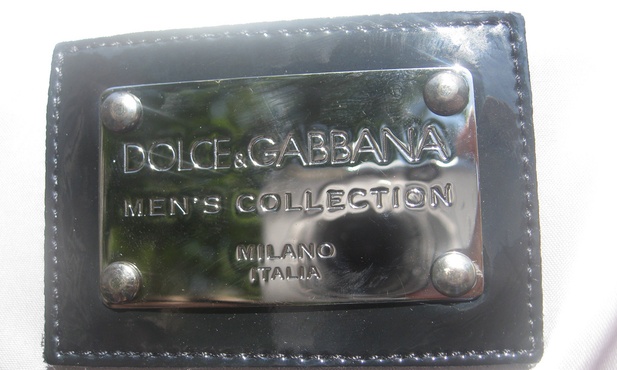 DOLCE&GABBANA
MEN'S COLLECTION
MILANO
ITALIA